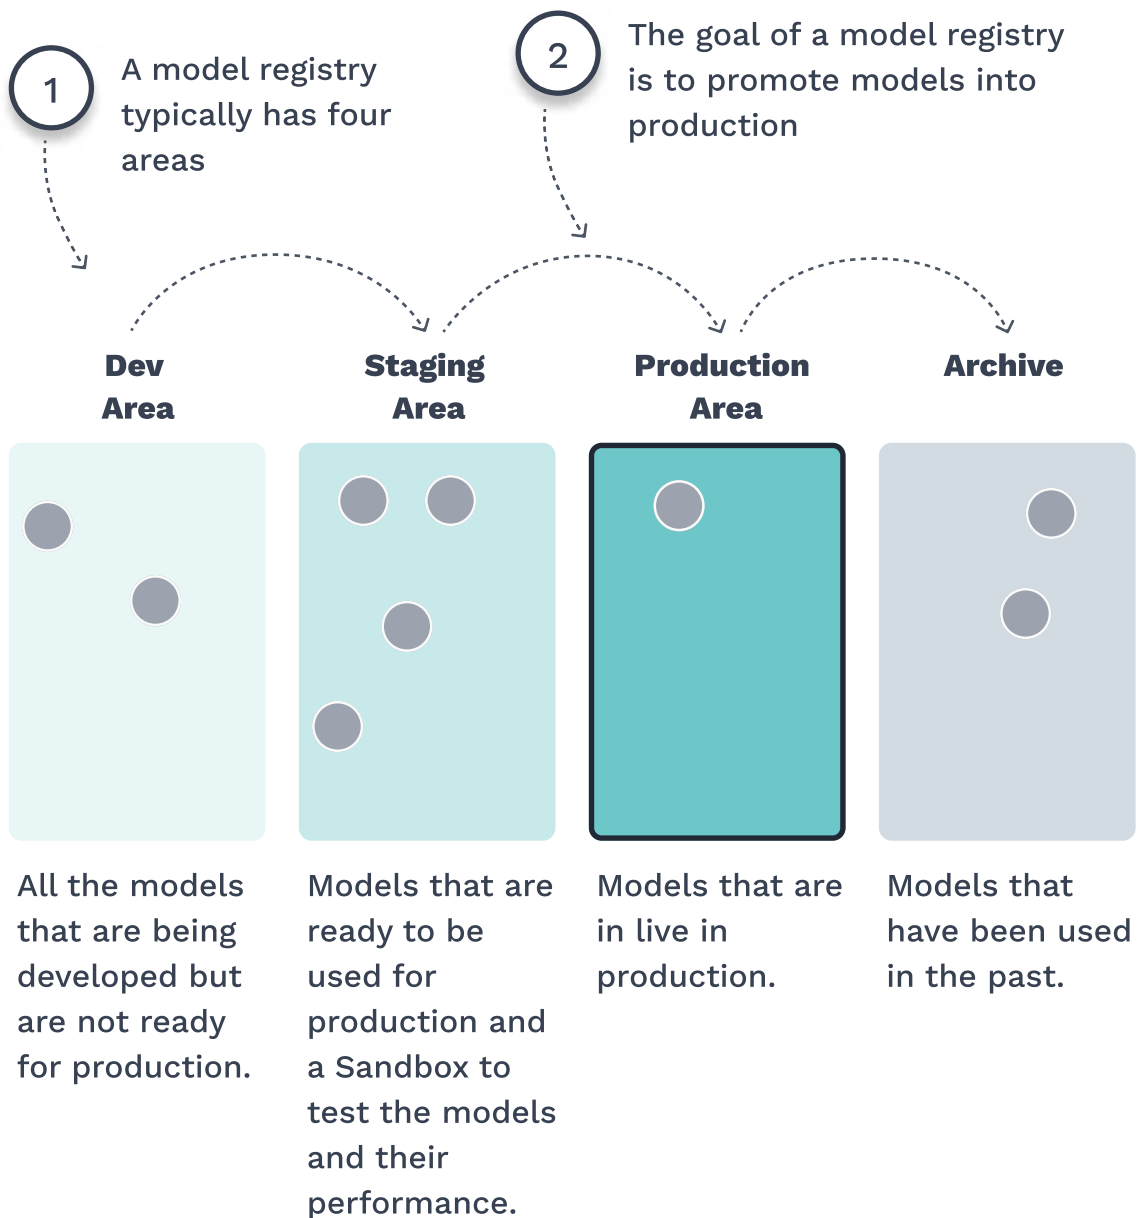 1
A model registry
typically has four
areas
2
The goal of a model registry
is to promote models into
production
Dev
Area
Staging
Area
Production
Area
Archive
All the models
that are being
developed but
are not ready
for production.
Models that are
ready to be
used for
production and
a Sandbox to
test the models
and their
performance.
Models that are
in live in
production.
Models that
have been used
in the past.